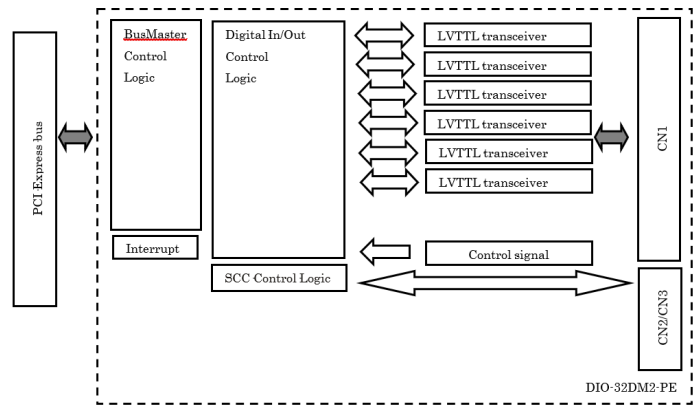 PCI Express bus
BusMaster
Control
Logic
Interrupt
Digital In/Out
Control
Logic
SCC Control Logic
LVTTL transceiver
LVTTL transceiver
LVTTL transceiver
LVTTL transceiver
LVTTL transceiver
LVTTL transceiver
Control signal
CN1
CN2/CN3
DIO-32DM2-PE